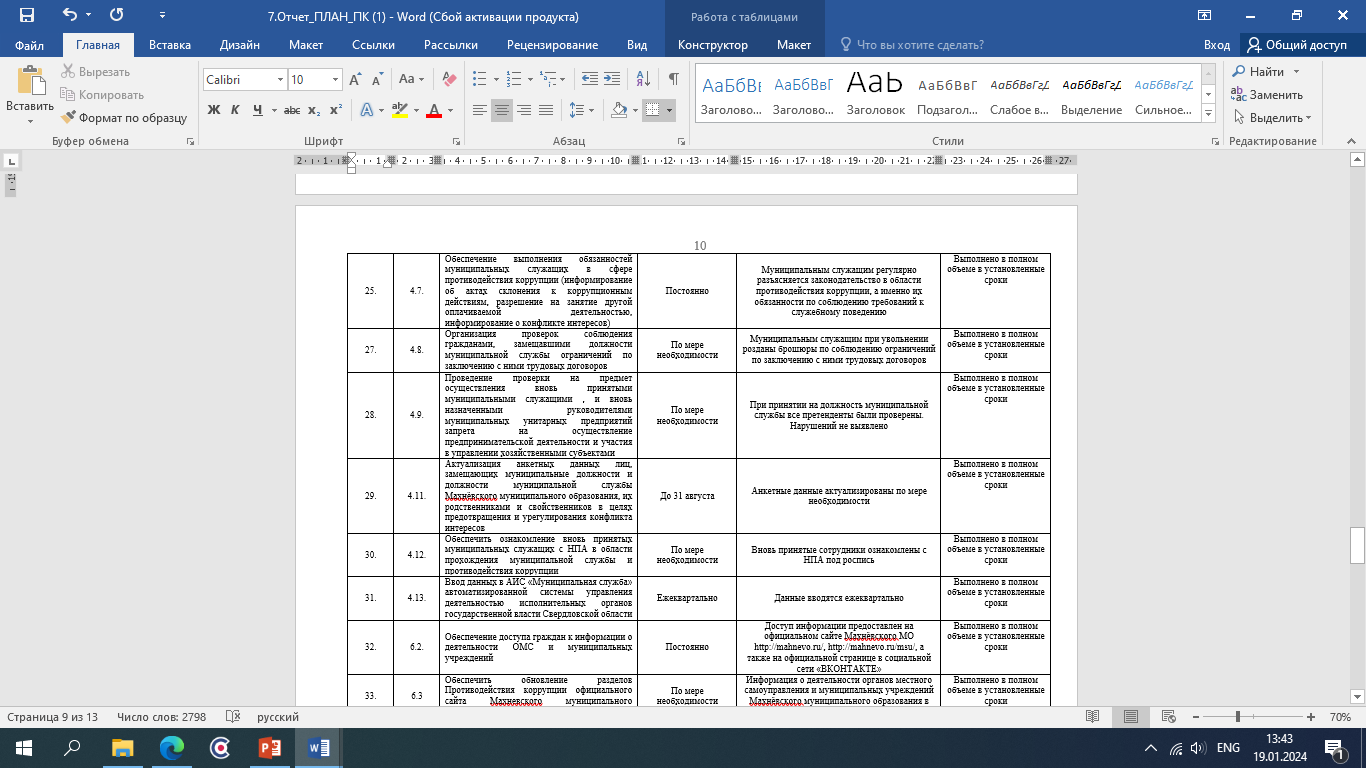 7.Отчет_ПЛАН_ПК (1) - Word (Сбой активации продукта)
Работа с таблицами
Файл
Главная
Вставка
Дизайн
Макет
Ссылки
Рассылки
Рецензирование
Вид
Конструктор
Макет
Что вы хотите сделать?
Вход
Общий доступ
Вставить
Вырезать
Копировать
Формат по образцу
Буфер обмена
Calibri
10
Ж К Ч abc x₂ x²
Шрифт
Абзац
АаБбВвІ
Заголово...
АаБбВвГ
Заголово...
АаЬ
Заголовок
АаБбВвГ
Подзагол...
АаБбВвГгД
Слабое в...
АаБбВвГгД
Выделение
АаБбВвГгД
Сильное...
Стили
Найти
Заменить
Выделить
Редактирование
10
25.
4.7.
Обеспечение выполнения обязанностей
муниципальных служащих в сфере
противодействия коррупции (информирование
об актах склонения к коррупционным
действиям, разрешение на занятие другой
оплачиваемой деятельностью,
информирование о конфликте интересов)
Постоянно
Муниципальным служащим регулярно
разъясняется законодательство в области
противодействия коррупции, а именно их
обязанности по соблюдению требований к
служебному поведению
Выполнено в полном
объеме в установленные
сроки
27.
4.8.
Организация проверок соблюдения
гражданами, замещавшими должности
муниципальной службы ограничений по
заключению с ними трудовых договоров
По мере
необходимости
Муниципальным служащим при увольнении
розданы брошюры по соблюдению ограничений
по заключению с ними трудовых договоров
Выполнено в полном
объеме в установленные
сроки
28.
4.9.
Проведение проверки на предмет
осуществления вновь принятыми
муниципальными служащими , и вновь
назначенными руководителями
муниципальных унитарных предприятий
запрета на осуществление
предпринимательской деятельности и участия
в управлении хозяйственными субъектами
По мере
необходимости
При принятии на должность муниципальной
службы все претенденты были проверены.
Нарушений не выявлено
Выполнено в полном
объеме в установленные
сроки
29.
4.11.
Актуализация анкетных данных лиц,
замещающих муниципальные должности и
должности муниципальной службы
Махнёвского муниципального образования, их
родственниками и свойственников в целях
предотвращения и урегулирования конфликта
интересов
До 31 августа
Анкетные данные актуализированы по мере
необходимости
Выполнено в полном
объеме в установленные
сроки
30.
4.12.
Обеспечить ознакомление вновь принятых
муниципальных служащих с НПА в области
прохождения муниципальной службы и
противодействия коррупции
По мере
необходимости
Вновь принятые сотрудники ознакомлены с
НПА под роспись
Выполнено в полном
объеме в установленные
сроки
31.
4.13.
Ввод данных в АИС «Муниципальная служба»
автоматизированной системы управления
деятельностью исполнительных органов
государственной власти Свердловской области
Ежеквартально
Данные вводятся ежеквартально
Выполнено в полном
объеме в установленные
сроки
32.
6.2.
Обеспечение доступа граждан к информации о
деятельности ОМС и муниципальных
учреждений
Постоянно
Доступ информации предоставлен на
официальном сайте Махнёвского МО
http://mahnevo.ru/, http://mahnevo.ru/msu/, а
также на официальной странице в социальной
сети «ВКОНТАКТЕ»
Выполнено в полном
объеме в установленные
сроки
33.
6.3
Обеспечить обновление разделов
Противодействия коррупции официального
сайта Махневского муниципального
По мере
необходимости
Информация о деятельности органов местного
самоуправления и муниципальных учреждений
Махнёвского муниципального образования в
Выполнено в полном
объеме в установленные
сроки
Страница 9 из 13
Число слов: 2798
русский
70%
ENG
13:43
19.01.2024
1